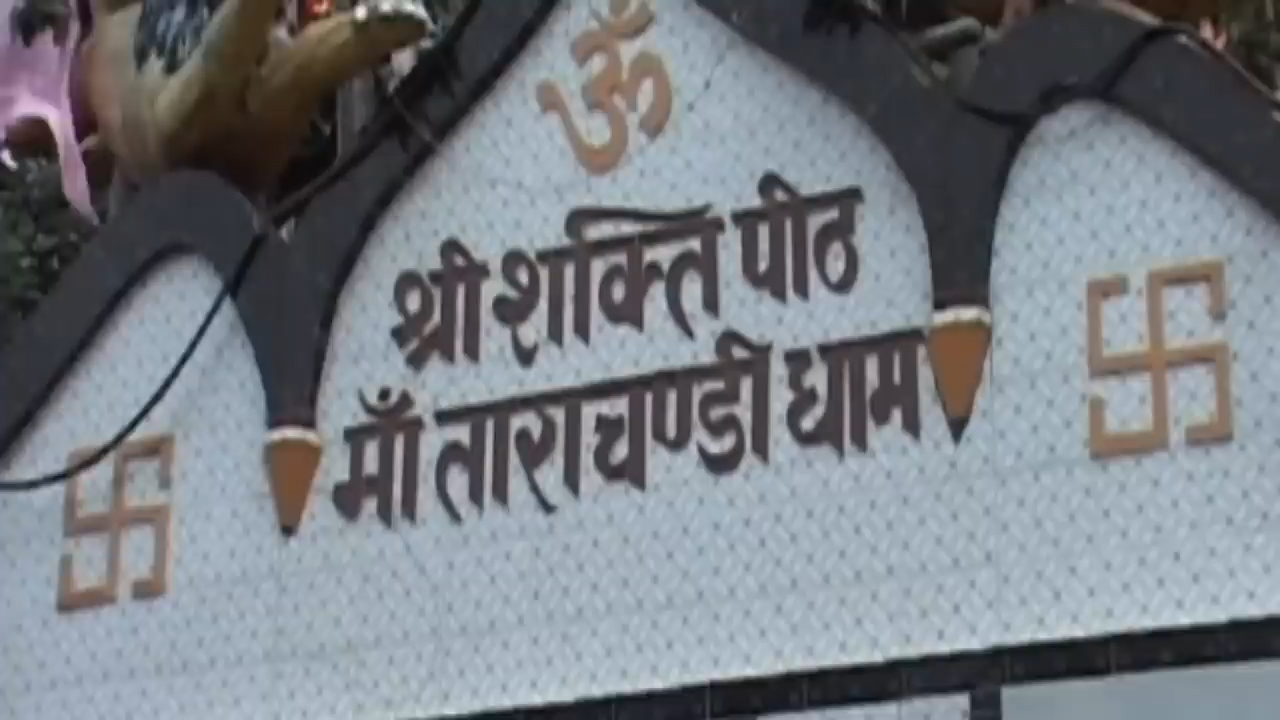 ॐ
श्री शक्ति पीठ
माँ ताराचण्डी धाम